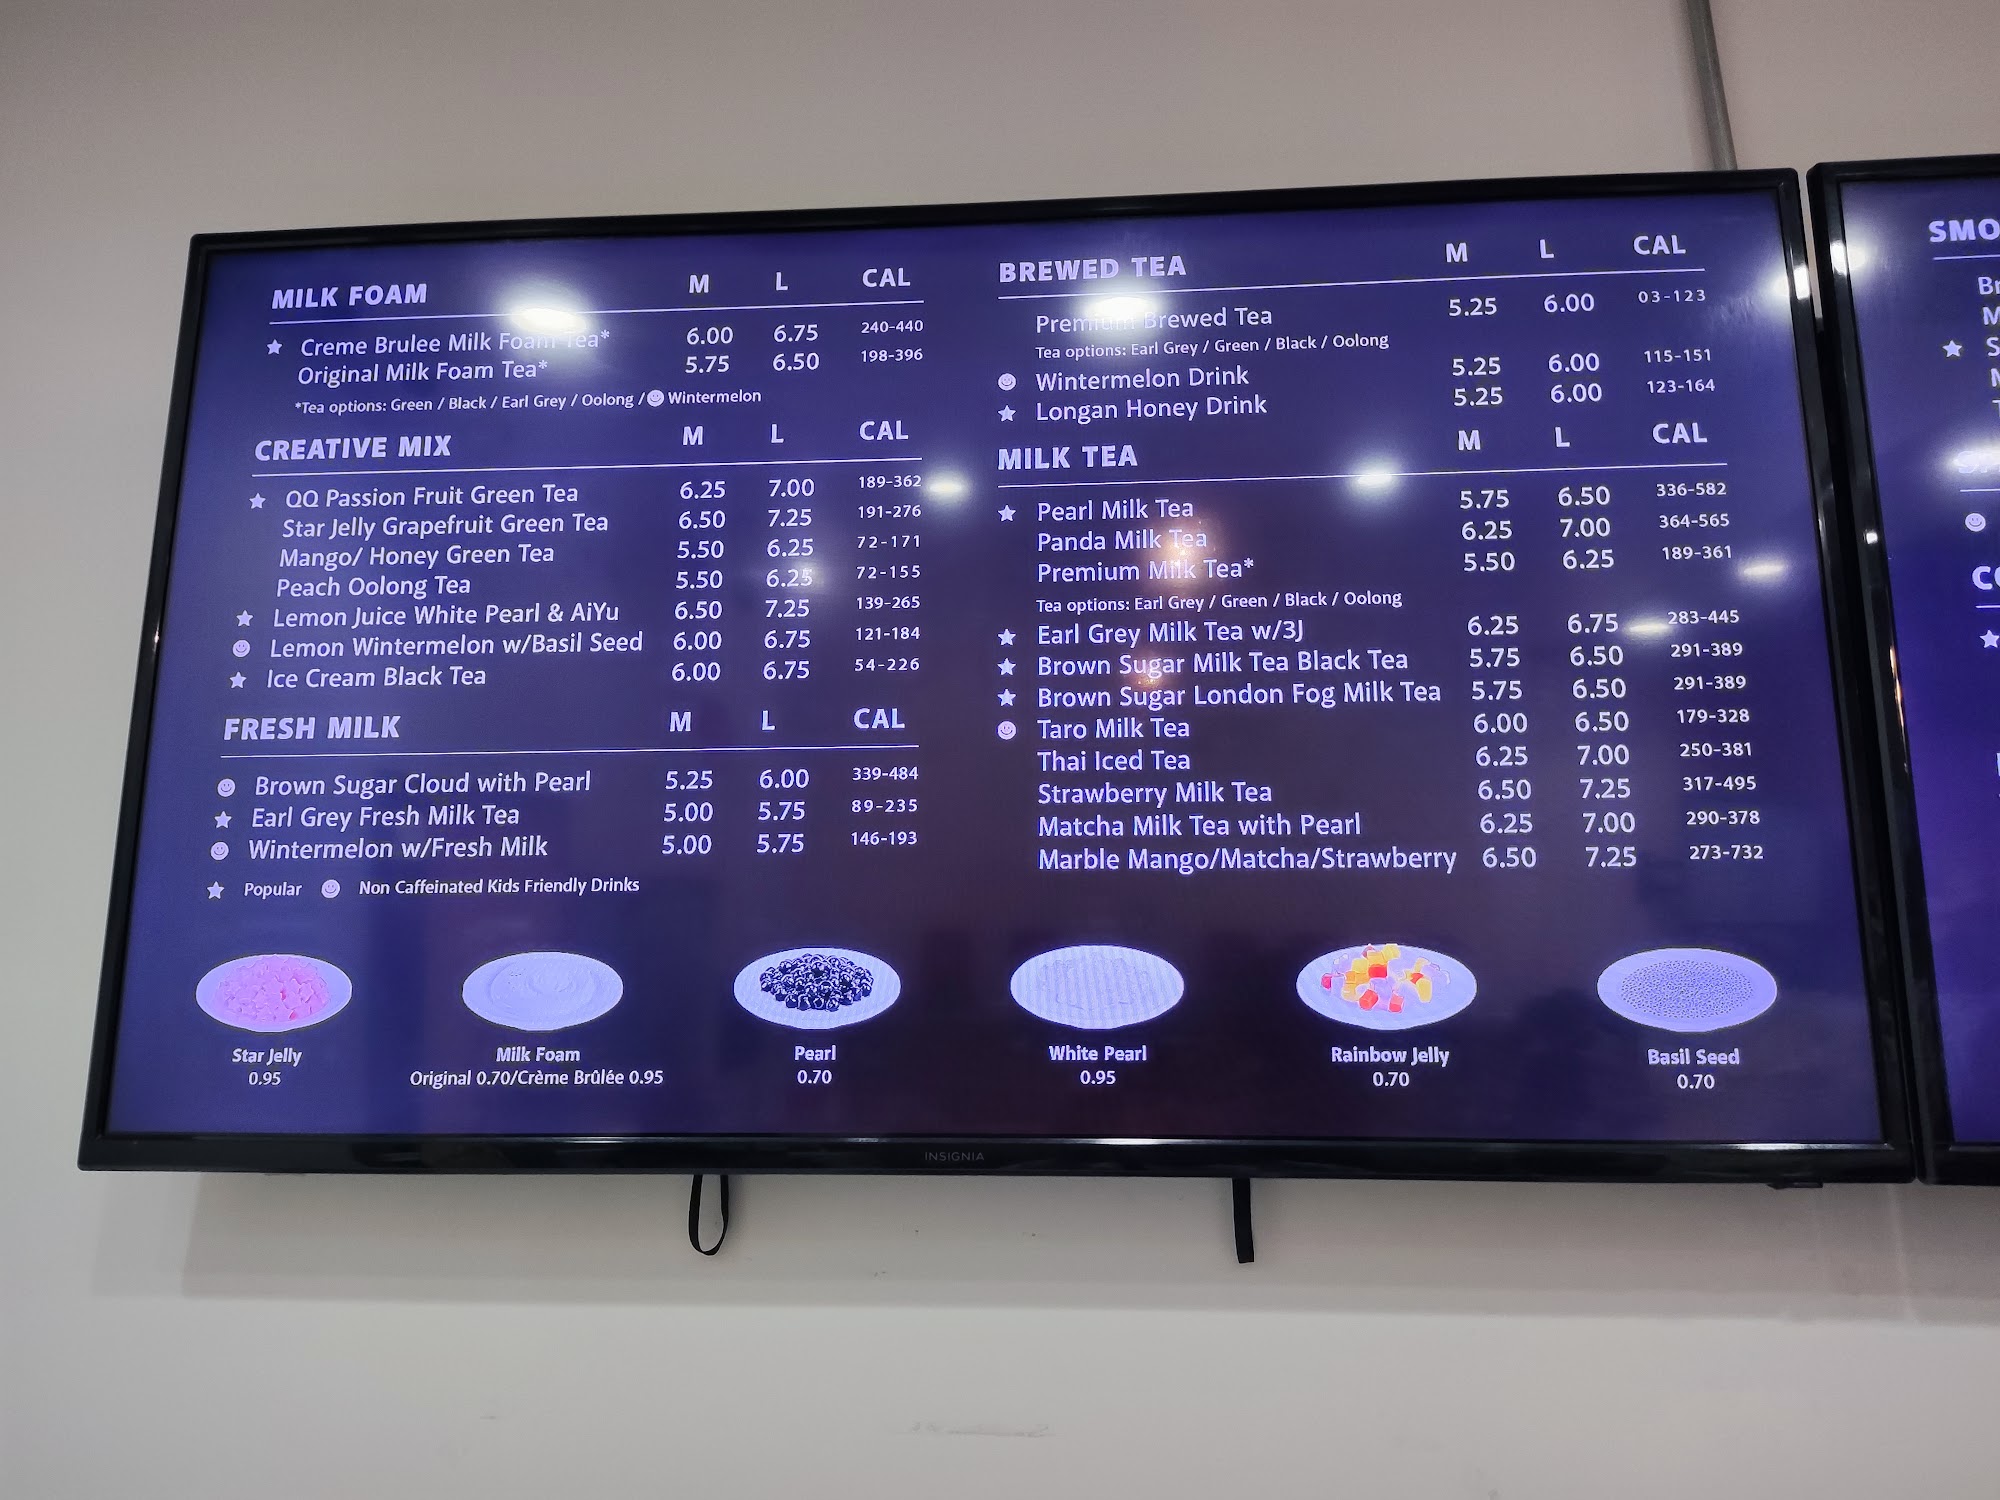 MILK FOAM M L CAL
★ Creme Brulee Milk Foam Tea* 6.00 6.75 240-440
Original Milk Foam Tea* 5.75 6.50 198-396
*Tea options: Green / Black / Earl Grey / Oolong / Wintermelon
CREATIVE MIX M L CAL
★ QQ Passion Fruit Green Tea 6.25 7.00 189-362
Star Jelly Grapefruit Green Tea 6.50 7.25 191-276
Mango/ Honey Green Tea 5.50 6.25 72-171
Peach Oolong Tea 5.50 6.25 72-155
★ Lemon Juice White Pearl & AiYu 6.50 7.25 139-265
Lemon Wintermelon w/Basil Seed 6.00 6.75 121-184
★ Ice Cream Black Tea 6.00 6.75 54-226
FRESH MILK M L CAL
Brown Sugar Cloud with Pearl 5.25 6.00 339-484
★ Earl Grey Fresh Milk Tea 5.00 5.75 89-235
Wintermelon w/Fresh Milk 5.00 5.75 146-193
★ Popular Non Caffeinated Kids Friendly Drinks
BREWED TEA M L CAL
Premium Brewed Tea 5.25 6.00 03-123
Tea options: Earl Grey / Green / Black / Oolong
Wintermelon Drink 5.25 6.00 115-151
★ Longan Honey Drink 5.25 6.00 123-164
MILK TEA M L CAL
★ Pearl Milk Tea 5.75 6.50 336-582
Panda Milk Tea 6.25 7.00 364-565
Premium Milk Tea* 5.50 6.25 189-361
Tea options: Earl Grey / Green / Black / Oolong
★ Earl Grey Milk Tea w/3J 6.25 6.75 283-445
★ Brown Sugar Milk Tea Black Tea 5.75 6.50 291-389
★ Brown Sugar London Fog Milk Tea 5.75 6.50 291-389
Taro Milk Tea 6.00 6.50 179-328
Thai Iced Tea 6.25 7.00 250-381
Strawberry Milk Tea 6.50 7.25 317-495
Matcha Milk Tea with Pearl 6.25 7.00 290-378
Marble Mango/Matcha/Strawberry 6.50 7.25 273-732
Star Jelly
0.95
Milk Foam
Original 0.70/Crème Brûlée 0.95
Pearl
0.70
White Pearl
0.95
Rainbow Jelly
0.70
Basil Seed
0.70
INSIGNIA
SMO